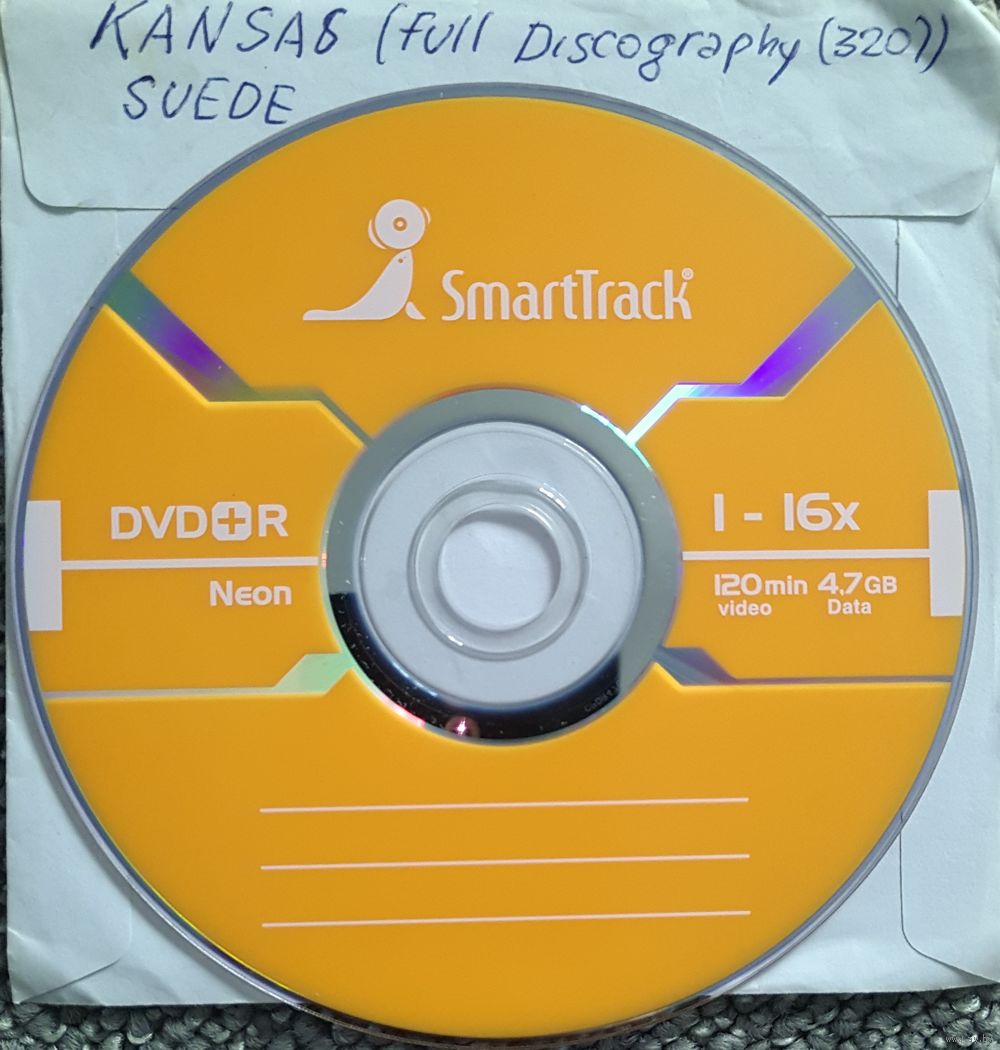 KANSAS (Full Discography (320))
SUEDE
SmartTrack®
DVD+R
1 - 16x
Neon
120min 4,7GB
video Data